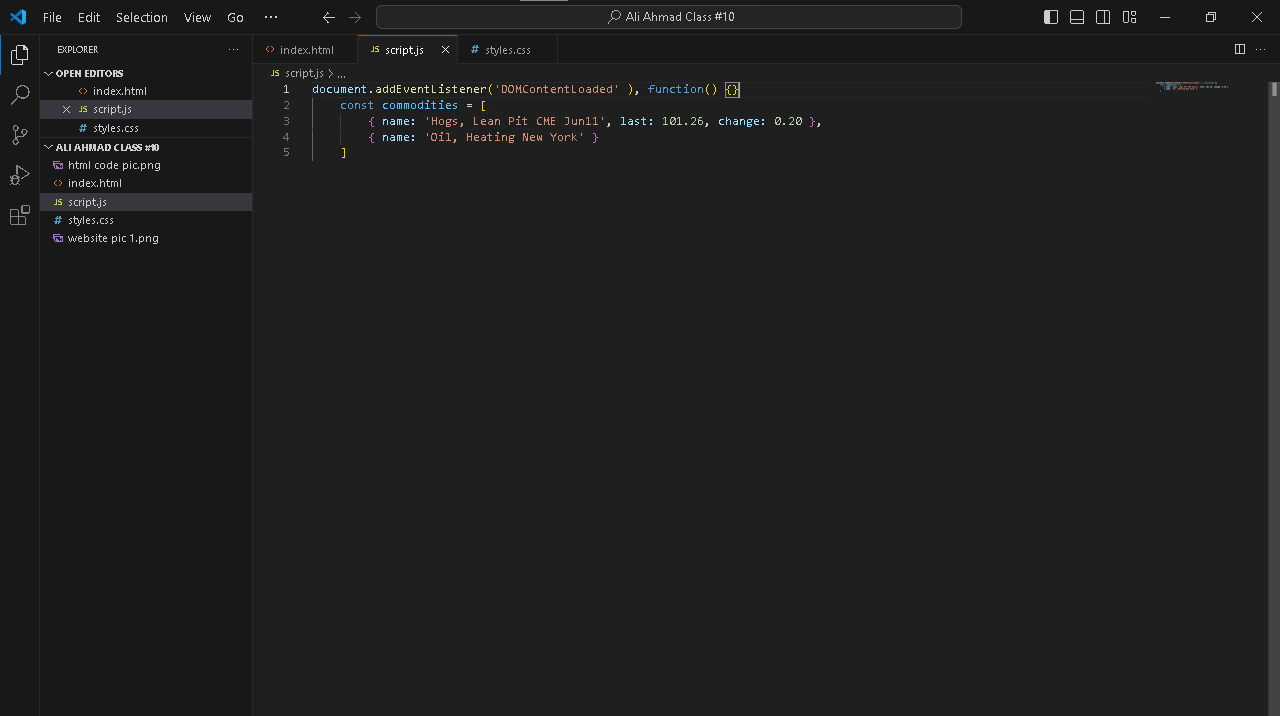 File Edit Selection View Go ··· Ali Ahmad Class #10
EXPLORER ···
OPEN EDITORS
index.html
JS script.js
# styles.css
ALI AHMAD CLASS #10
html code pic.png
index.html
JS script.js
# styles.css
website pic 1.png
index.html JS script.js # styles.css
JS script.js > ...
1 document.addEventListener('DOMContentLoaded' ), function() {}
2 const commodities = [
3 { name: 'Hogs, Lean Pit CME Jun11', last: 101.26, change: 0.20 },
4 { name: 'Oil, Heating New York' }
5 ]